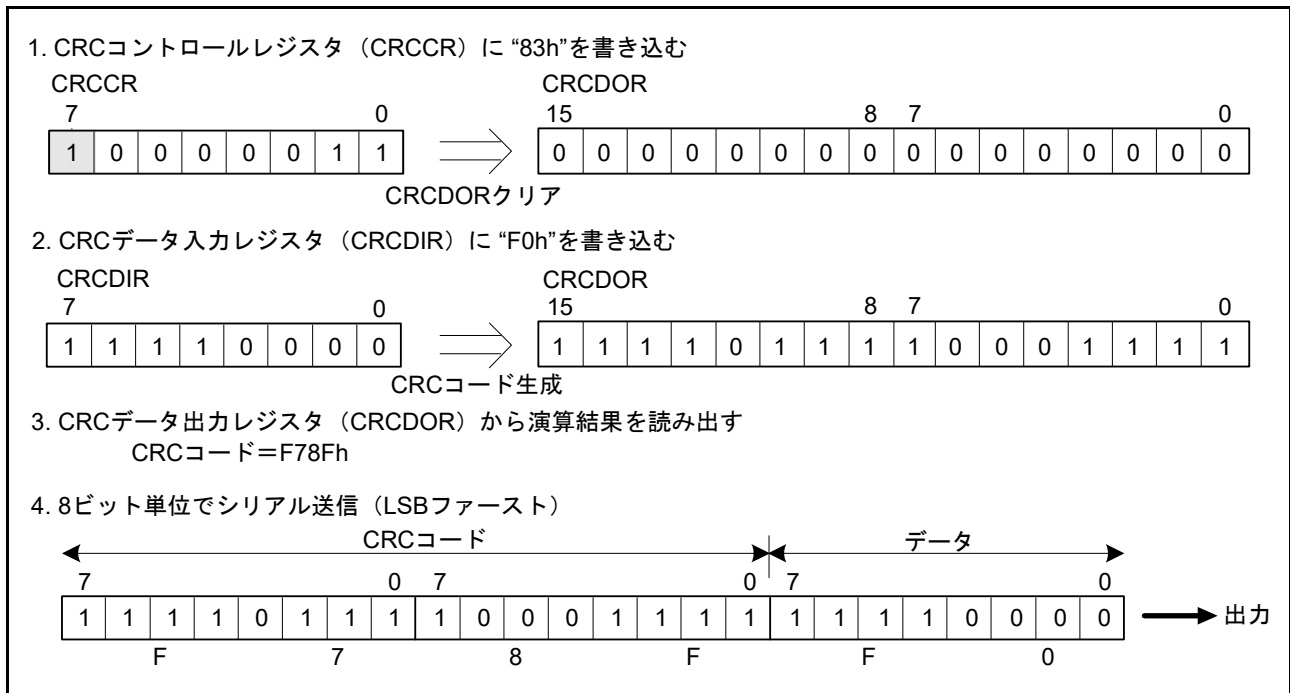 1. CRCコントロールレジスタ（CRCCR）に “83h”を書き込む
CRCCR CRCDOR
7 0 15 8 7 0
1 0 0 0 0 0 1 1 0 0 0 0 0 0 0 0 0 0 0 0 0 0 0 0
CRCDORクリア
2. CRCデータ入力レジスタ（CRCDIR）に “F0h”を書き込む
CRCDIR CRCDOR
7 0 15 8 7 0
1 1 1 1 0 0 0 0 1 1 1 1 0 1 1 1 1 0 0 0 1 1 1 1
CRCコード生成
3. CRCデータ出力レジスタ（CRCDOR）から演算結果を読み出す
CRCコード＝F78Fh
4. 8ビット単位でシリアル送信（LSBファースト）
CRCコード データ
7 0 7 0 7 0
1 1 1 1 0 1 1 1 1 0 0 0 1 1 1 1 1 1 1 1 0 0 0 0 出力
F 7 8 F F 0